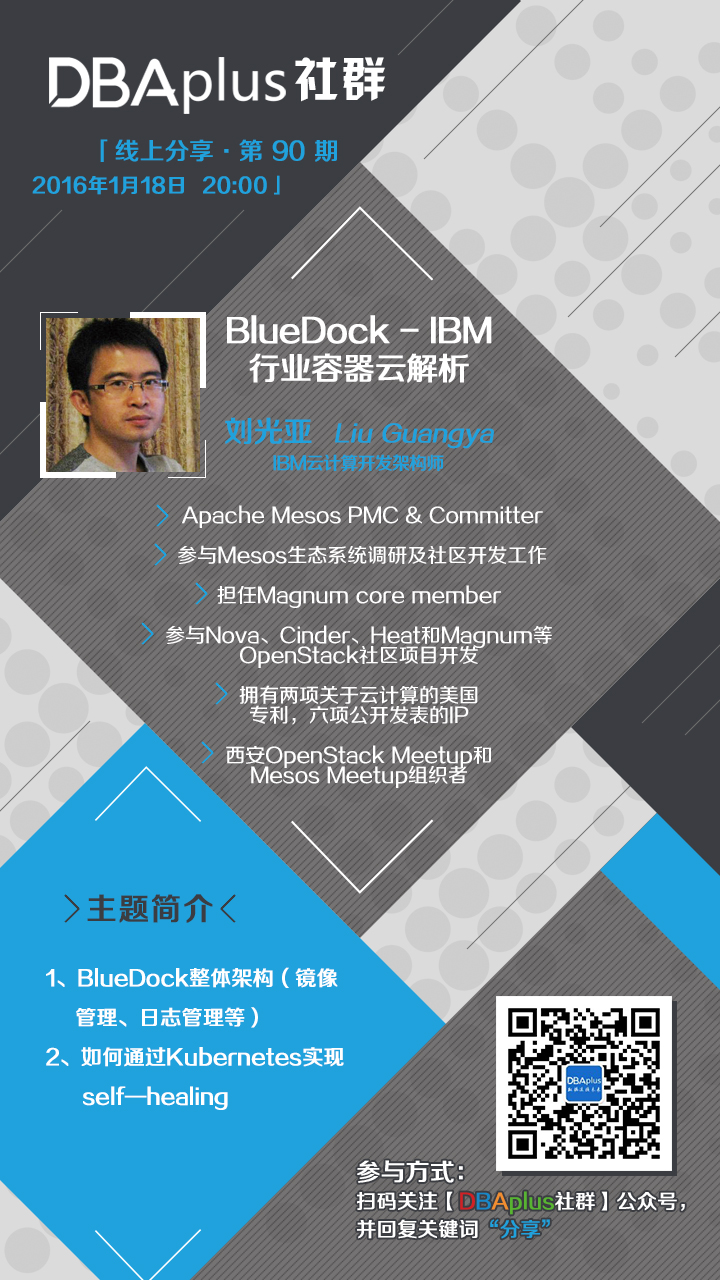 DBAplus社群
「线上分享·第 90 期
2016年1月18日 20:00」
BlueDock – IBM
行业容器云解析
刘光亚 Liu Guangya
IBM云计算开发架构师
Apache Mesos PMC & Committer
参与Mesos生态系统调研及社区开发工作
担任Magnum core member
参与Nova、Cinder、Heat和Magnum等
OpenStack社区项目开发
拥有两项关于云计算的美国
专利，六项公开发表的IP
西安OpenStack Meetup和
Mesos Meetup组织者
主题简介
1、BlueDock整体架构（镜像
管理、日志管理等）
2、如何通过Kubernetes实现
self—healing
DBAplus
参与方式：
扫码关注【DBAplus社群】公众号，
并回复关键词“分享”